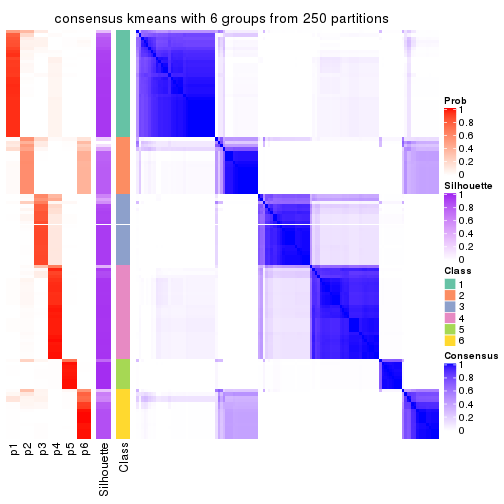 consensus kmeans with 6 groups from 250 partitions
Prob
1
0.8
0.6
0.4
0.2
0
Silhouette
1
0.8
0.6
0.4
0.2
0
Class
1
2
3
4
5
6
Consensus
1
0.8
0.6
0.4
0.2
0
p1
p2
p3
p4
p5
p6
Silhouette
Class